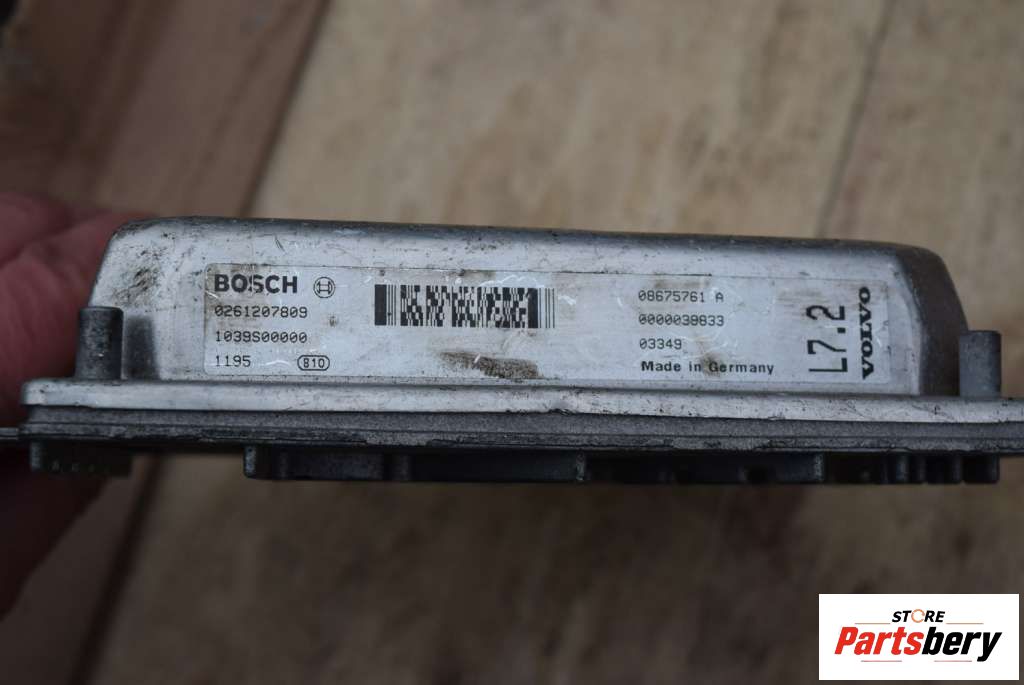 BOSCH
0261207809
1039S00000
1195 810
08675761 A
0000039833
03349
Made in Germany
L7.2
VOLVO
STORE
Partsbery